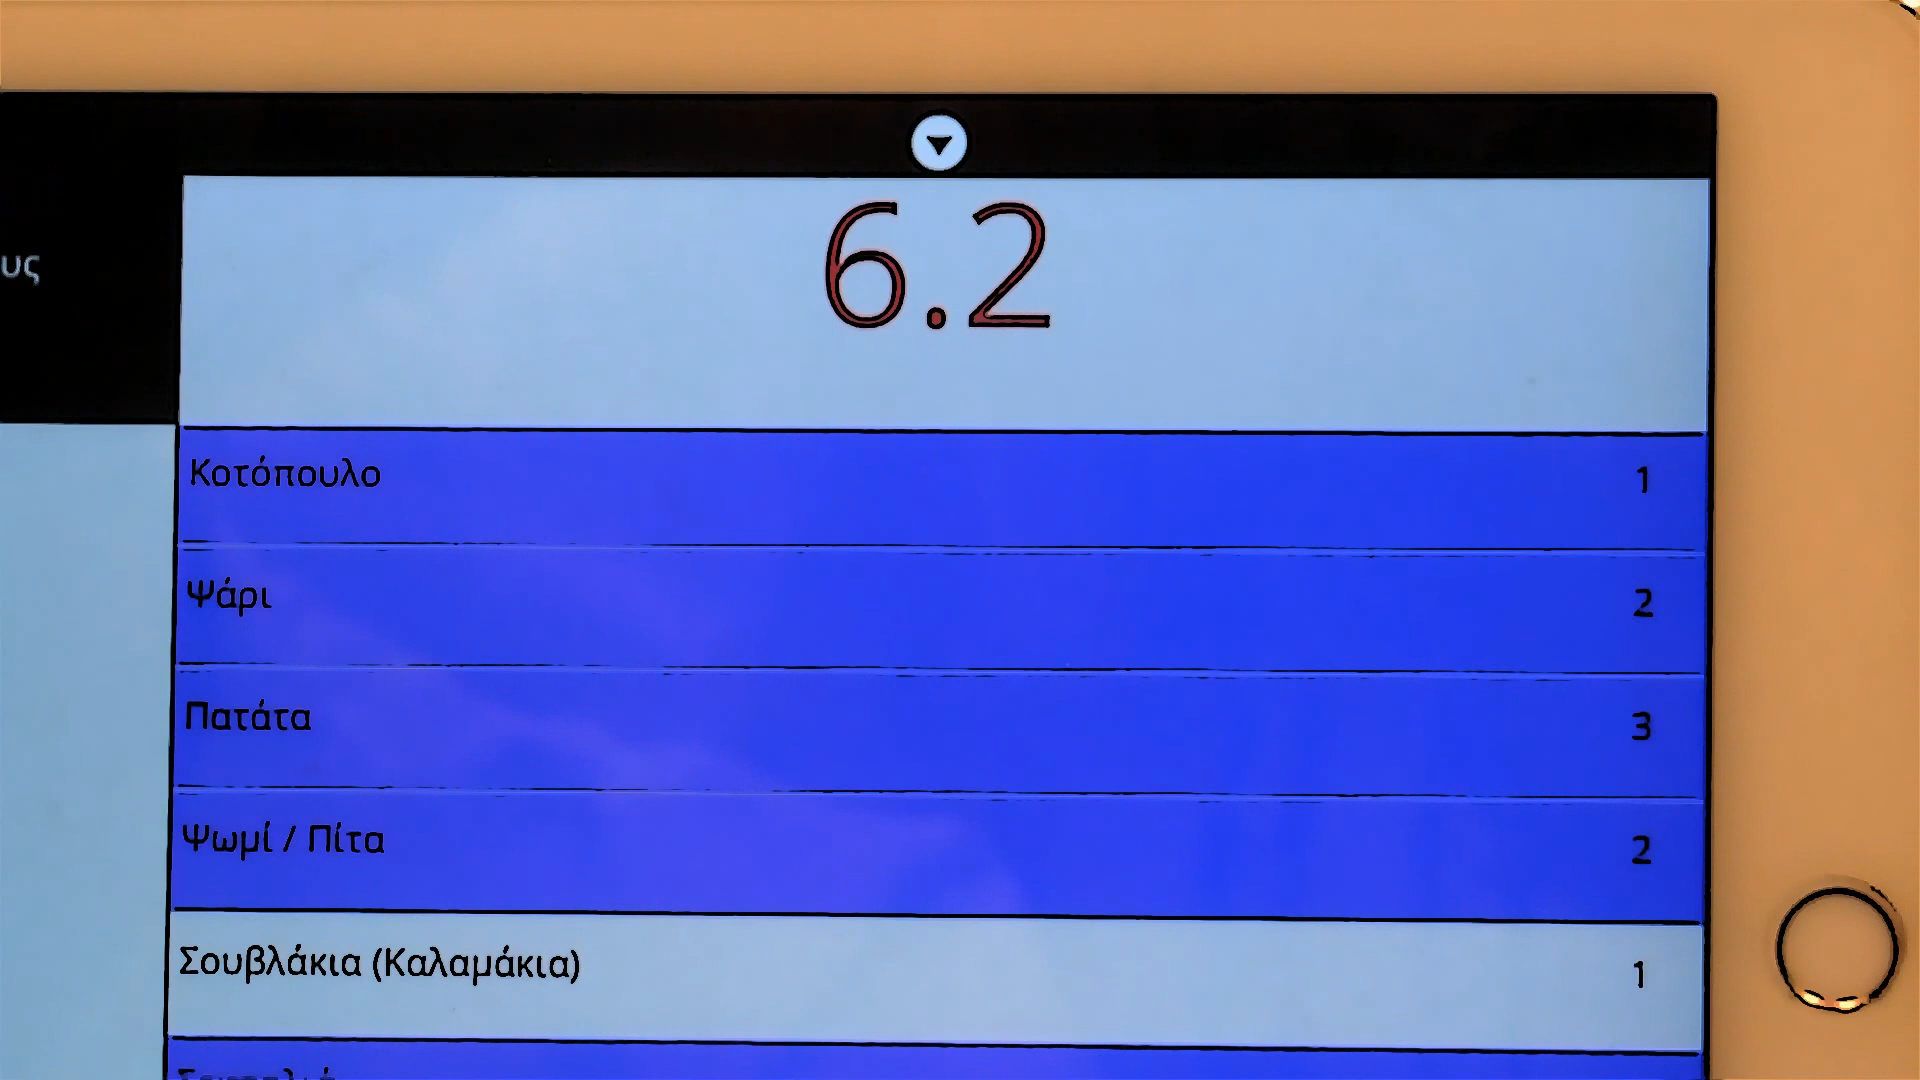 υς
6.2
Κοτόπουλο 1
Ψάρι 2
Πατάτα 3
Ψωμί / Πίτα 2
Σουβλάκια (Καλαμάκια) 1